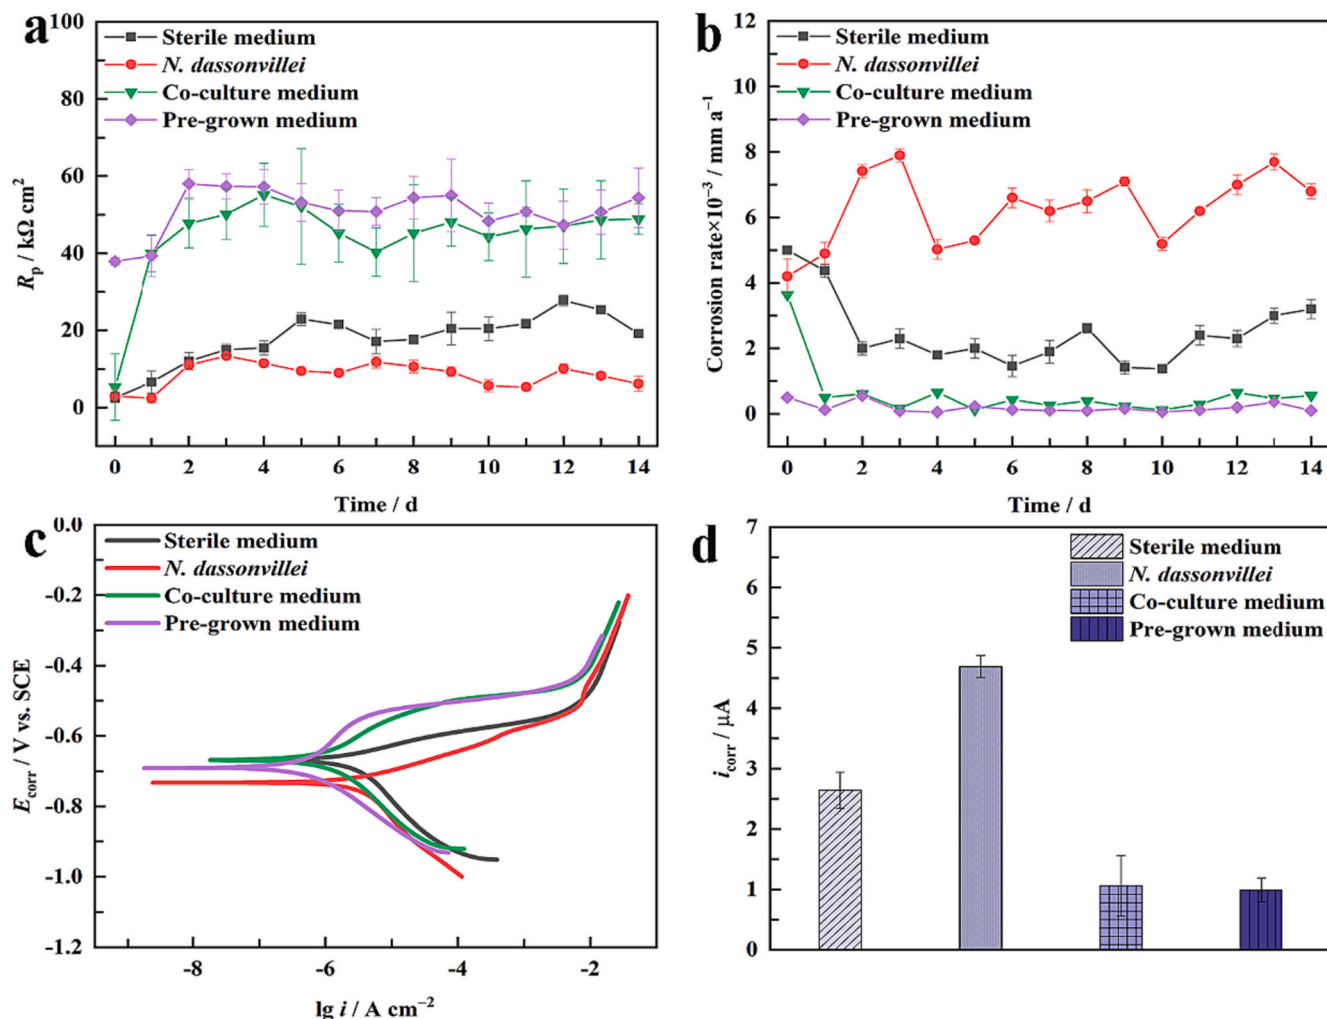 a
100
80
60
40
20
0
Rp / kΩ cm²
Sterile medium
N. dassonvillei
Co-culture medium
Pre-grown medium
0 2 4 6 8 10 12 14
Time / d
b
12
10
8
6
4
2
0
Corrosion rate×10⁻³ / mm a⁻¹
Sterile medium
N. dassonvillei
Co-culture medium
Pre-grown medium
0 2 4 6 8 10 12 14
Time / d
c
0.0
-0.2
-0.4
-0.6
-0.8
-1.0
-1.2
Ecorr / V vs. SCE
Sterile medium
N. dassonvillei
Co-culture medium
Pre-grown medium
-8 -6 -4 -2
lg i / A cm⁻²
d
7
6
5
4
3
2
1
0
icorr / μA
Sterile medium
N. dassonvillei
Co-culture medium
Pre-grown medium